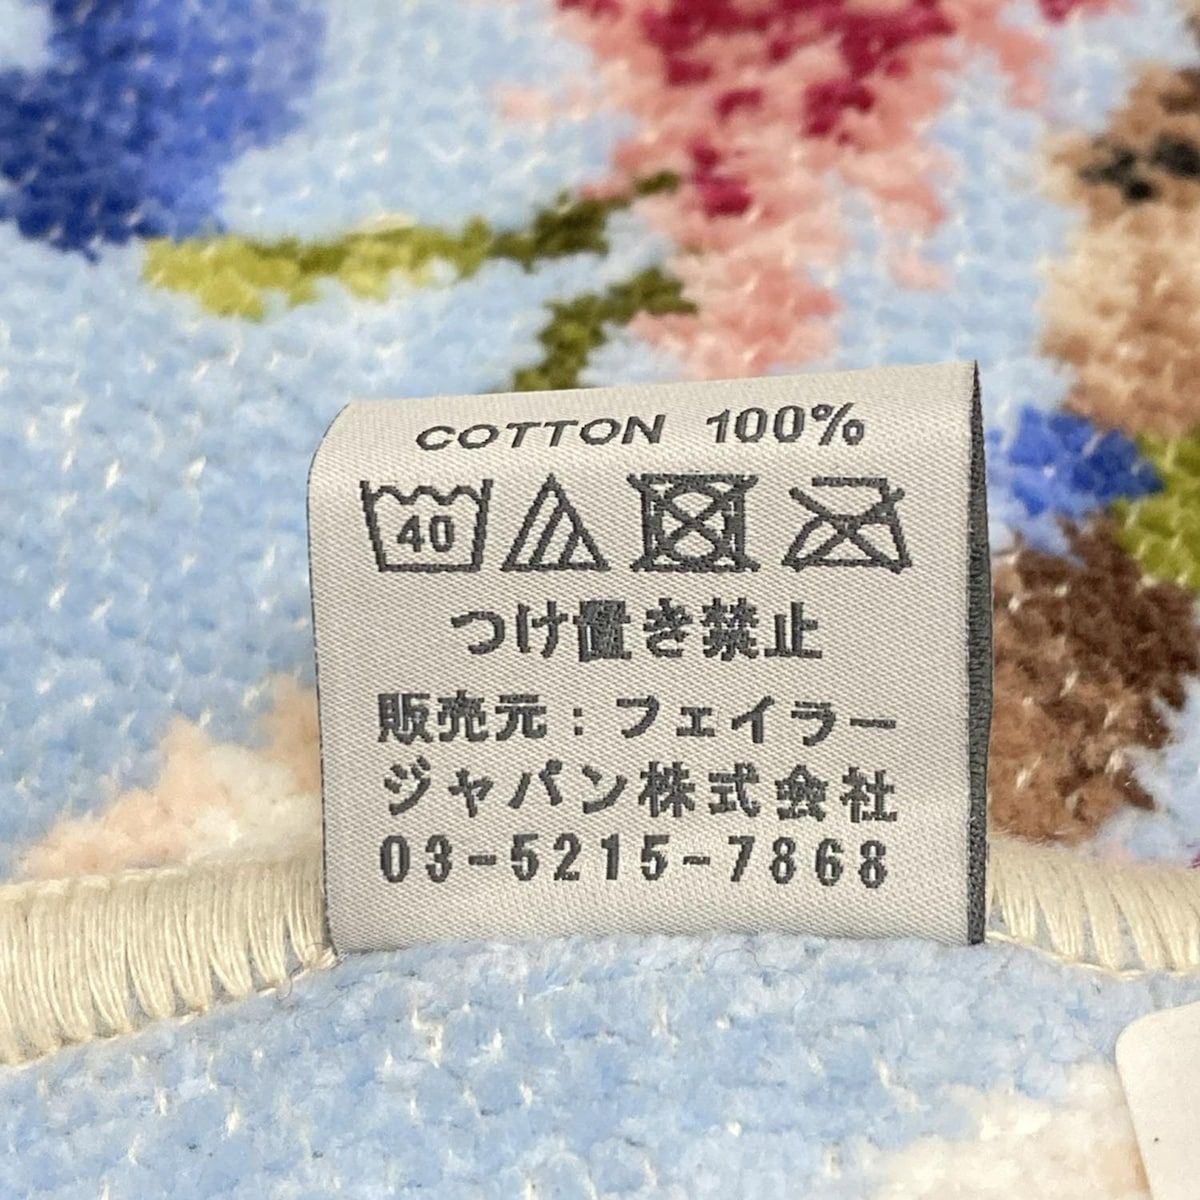 COTTON 100%
40
つけ置き禁止
販売元：フェイラー
ジャパン株式会社
03-5215-7868